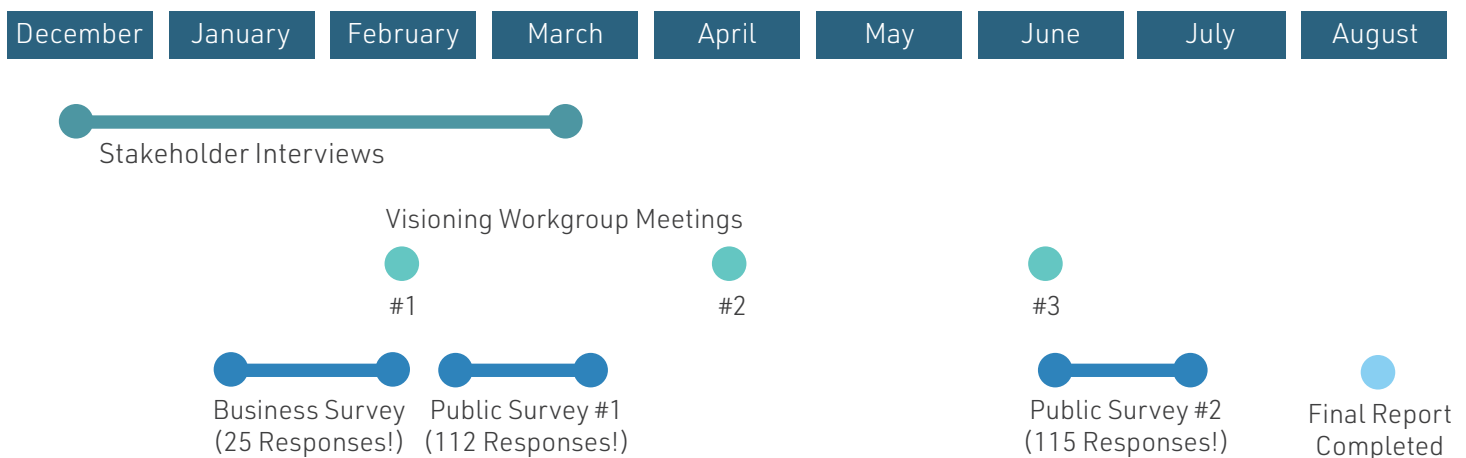 December January February March April May June July August
Stakeholder Interviews
Visioning Workgroup Meetings
#1 #2 #3
Business Survey
(25 Responses!)
Public Survey #1
(112 Responses!)
Public Survey #2
(115 Responses!)
Final Report
Completed